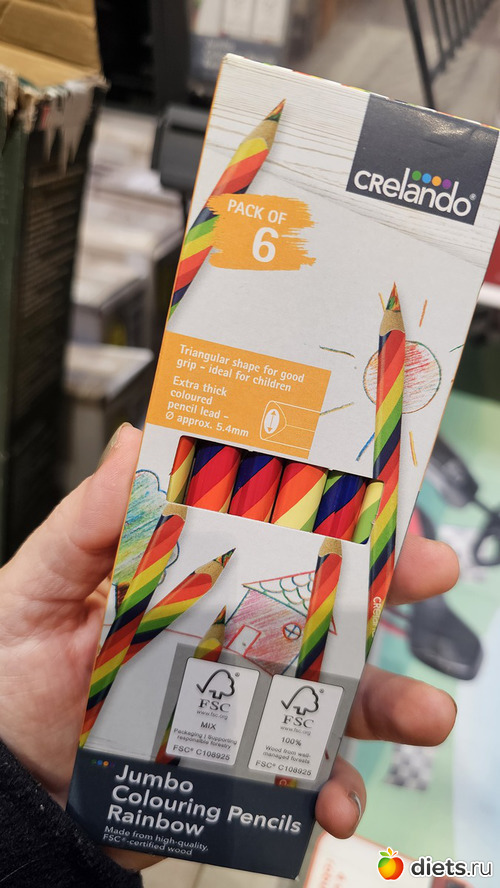 CRelando®
PACK OF
6
Triangular shape for good
grip – ideal for children
Extra thick
coloured
pencil lead –
Ø approx. 5.4mm
FSC
www.fsc.org
MIX
Packaging | Supporting
responsible forestry
FSC® C108925
FSC
www.fsc.org
100%
Wood from well-
managed forests
FSC® C108925
Jumbo
Colouring Pencils
Rainbow
Made from high-quality,
FSC®-certified wood
diets.ru